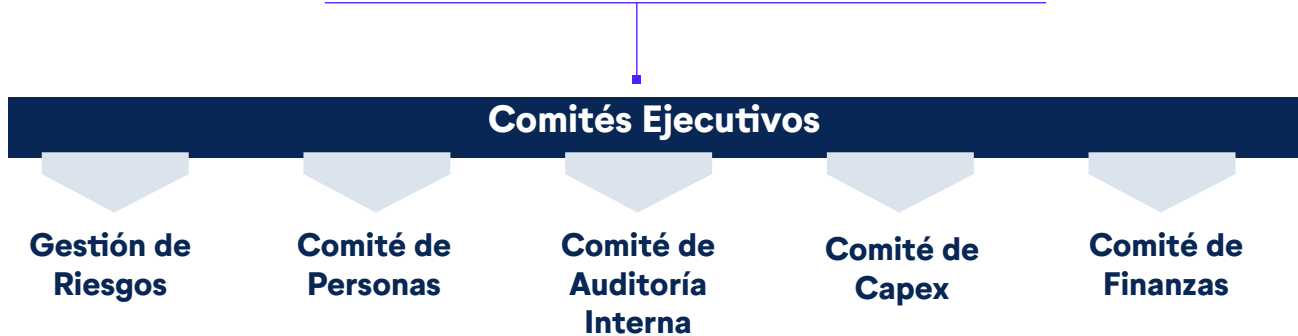 Comités Ejecutivos
Gestión de
Riesgos
Comité de
Personas
Comité de
Auditoría
Interna
Comité de
Capex
Comité de
Finanzas